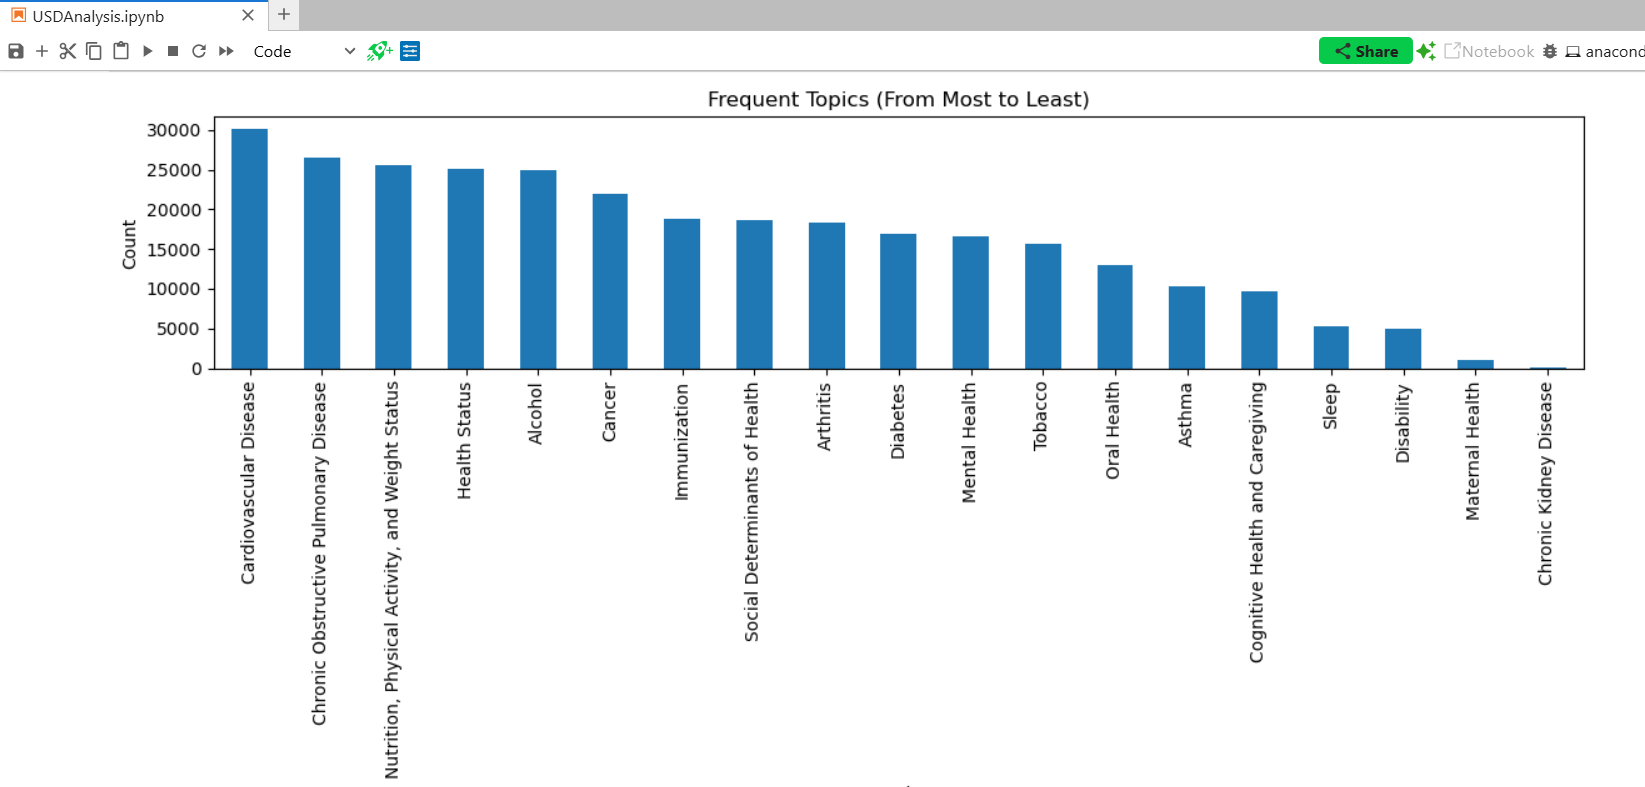 USDAnalysis.ipynb
Code
Share
Notebook
anacond
Frequent Topics (From Most to Least)
Count
30000
25000
20000
15000
10000
5000
0
Cardiovascular Disease
Chronic Obstructive Pulmonary Disease
Nutrition, Physical Activity, and Weight Status
Health Status
Alcohol
Cancer
Immunization
Social Determinants of Health
Arthritis
Diabetes
Mental Health
Tobacco
Oral Health
Asthma
Cognitive Health and Caregiving
Sleep
Disability
Maternal Health
Chronic Kidney Disease